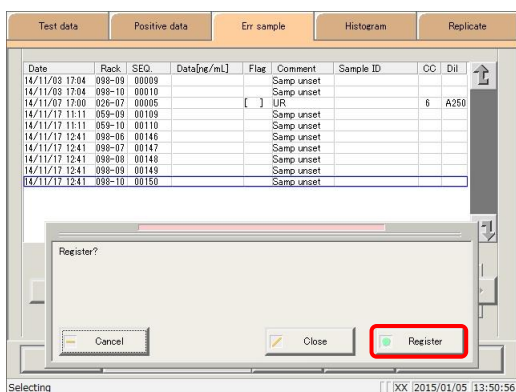 Test data Positive data Err sample Histogram Replicate
Date Rack SEQ. Data[ng/mL] Flag Comment Sample ID CC Dil
14/11/03 17:04 098-09 00009 Samp unset
14/11/03 17:04 098-10 00010 Samp unset
14/11/07 17:00 026-07 00005 [ ] UR 6 A250
14/11/17 11:11 059-09 00109 Samp unset
14/11/17 11:11 059-10 00110 Samp unset
14/11/17 12:41 098-06 00146 Samp unset
14/11/17 12:41 098-07 00147 Samp unset
14/11/17 12:41 098-08 00148 Samp unset
14/11/17 12:41 098-09 00149 Samp unset
14/11/17 12:41 098-10 00150 Samp unset
Register?
Cancel Close Register
Selecting XX 2015/01/05 13:50:56